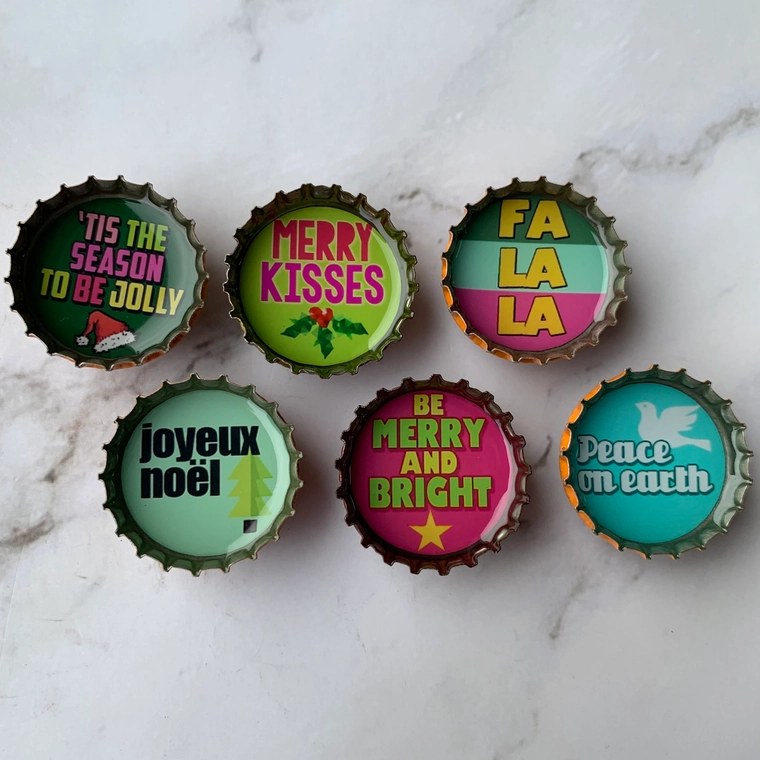 'TIS THE
SEASON
TO BE JOLLY
MERRY
KISSES
FA
LA
LA
joyeux
noël
BE
MERRY
AND
BRIGHT
Peace
on earth